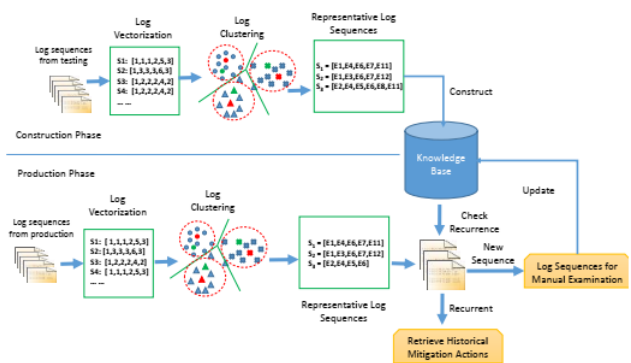 Log
Vectorization
Log
Clustering
Representative Log
Sequences
Log sequences
from testing
S1: [1,1,1,2,5,3]
S2: [1,3,3,3,6,3]
S3: [1,2,2,2,4,2]
S4: [1,2,2,2,4,2]
... ...
S₁ = [E1,E4,E6,E7,E11]
S₂ = [E1,E3,E6,E7,E12]
S₃ = [E2,E4,E5,E6,E8,E11]
Construct
Construction Phase
Knowledge
Base
Production Phase
Update
Log
Vectorization
Log
Clustering
Log sequences
from production
S1: [ 1,1,1,2,5,3]
S2: [1,3,3,3,6,3]
S3: [1,2,2,2,4,2]
S4: [ 1,1,1,2,5,3]
... ...
S₁ = [E1,E4,E6,E7,E11]
S₂ = [E1,E3,E6,E7,E12]
S₃ = [E2,E4,E5,E6]
Representative Log
Sequences
Check
Recurrence
New
Sequence
Log Sequences for
Manual Examination
Recurrent
Retrieve Historical
Mitigation Actions